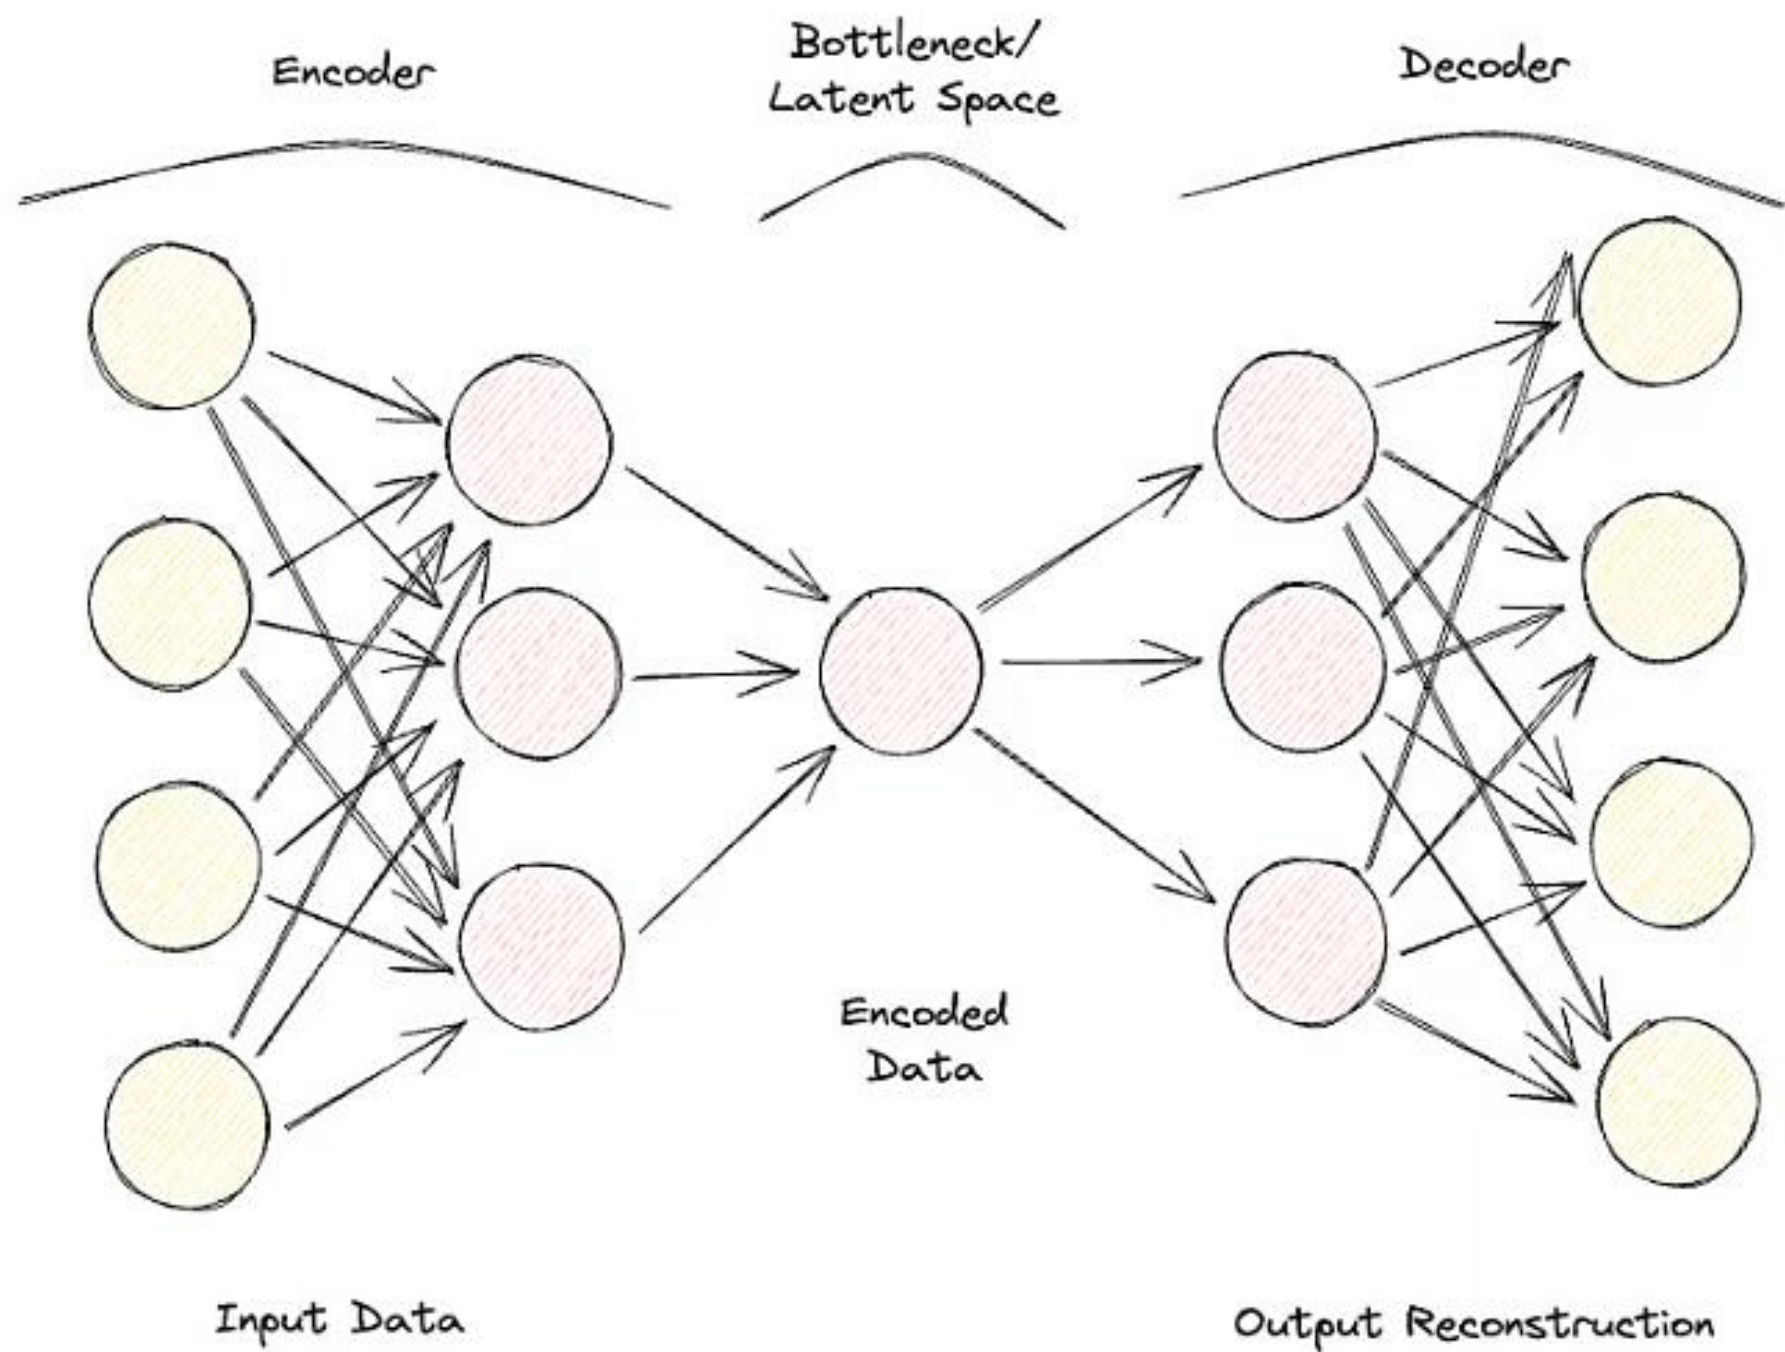 Encoder
Bottleneck/
Latent Space
Decoder
Encoded
Data
Input Data
Output Reconstruction